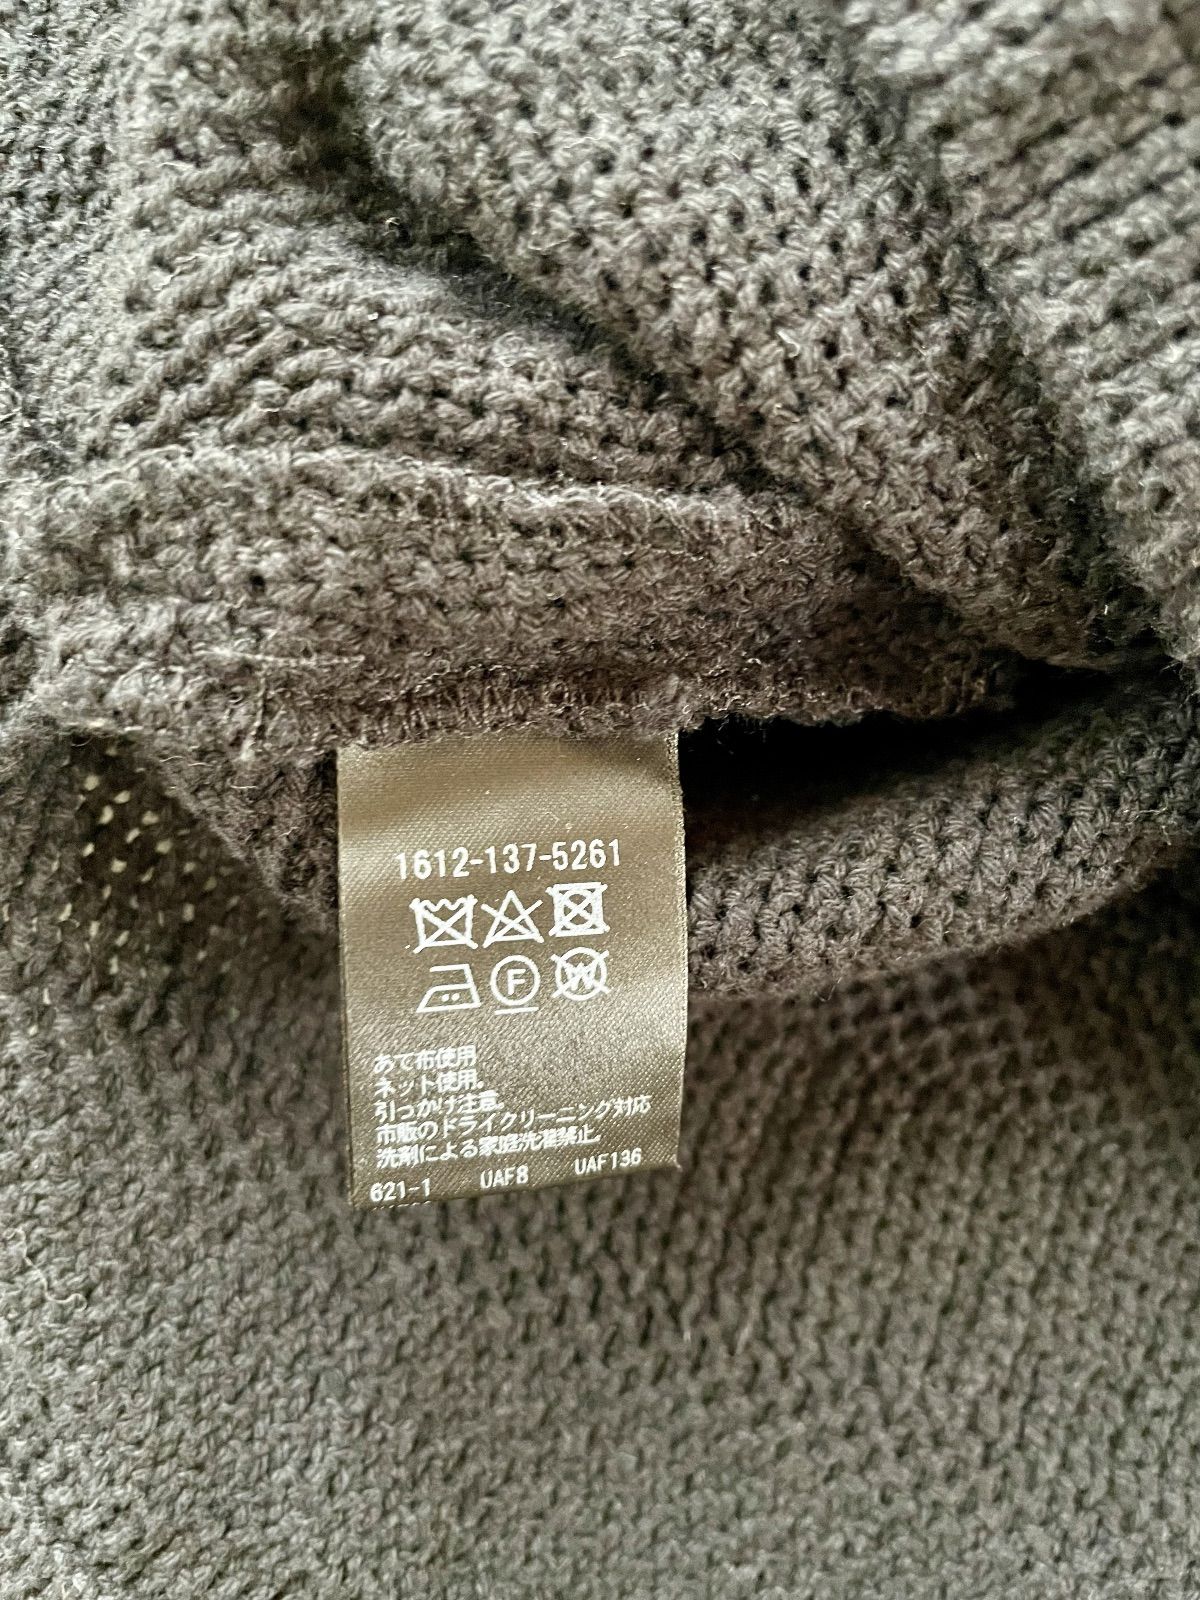 1612-137-5261
F W
あて布使用
ネット使用。
引っかけ注意。
市販のドライクリーニング対応
洗剤による家庭洗濯禁止。
621-1 UAF8 UAF136